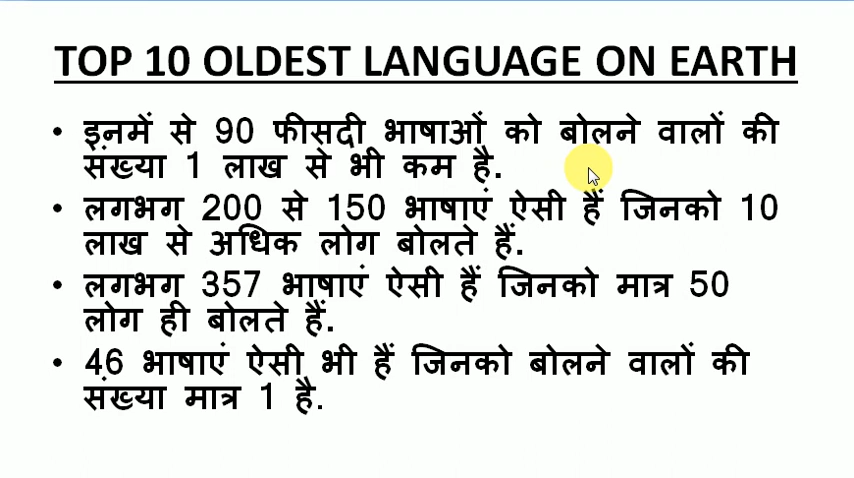 TOP 10 OLDEST LANGUAGE ON EARTH
• इनमें से 90 फीसदी भाषाओं को बोलने वालों की
संख्या 1 लाख से भी कम है.
• लगभग 200 से 150 भाषाएं ऐसी हैं जिनको 10
लाख से अधिक लोग बोलते हैं.
• लगभग 357 भाषाएं ऐसी हैं जिनको मात्र 50
लोग ही बोलते हैं.
• 46 भाषाएं ऐसी भी हैं जिनको बोलने वालों की
संख्या मात्र 1 है.